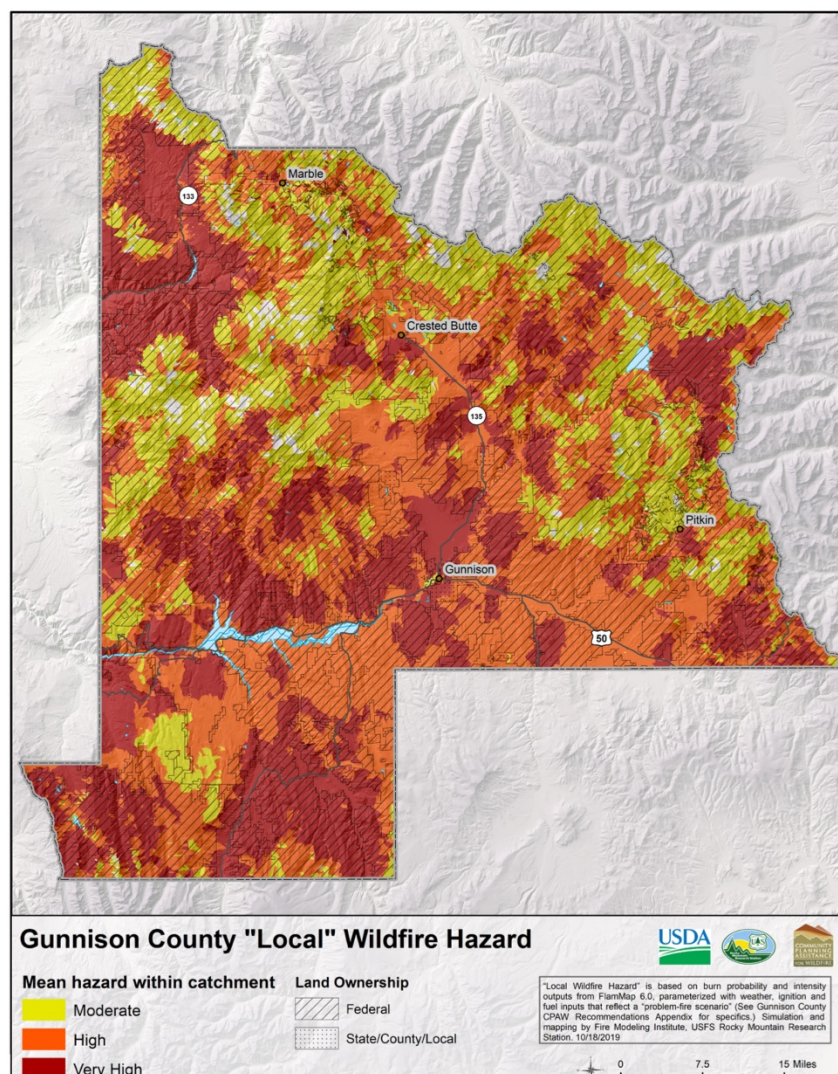 Marble
133
Crested Butte
135
Pitkin
Gunnison
50
Gunnison County "Local" Wildfire Hazard
USDA
COMMUNITY
PLANNING
ASSISTANCE
FOR WILDFIRE
Mean hazard within catchment
Land Ownership
Moderate
Federal
High
State/County/Local
Very High
"Local Wildfire Hazard" is based on burn probability and intensity
outputs from FlamMap 6.0, parameterized with weather, ignition and
fuel inputs that reflect a "problem-fire scenario" (See Gunnison County
CPAW Recommendations Appendix for specifics.) Simulation and
mapping by Fire Modeling Institute, USFS Rocky Mountain Research
Station. 10/18/2019
0 7.5 15 Miles